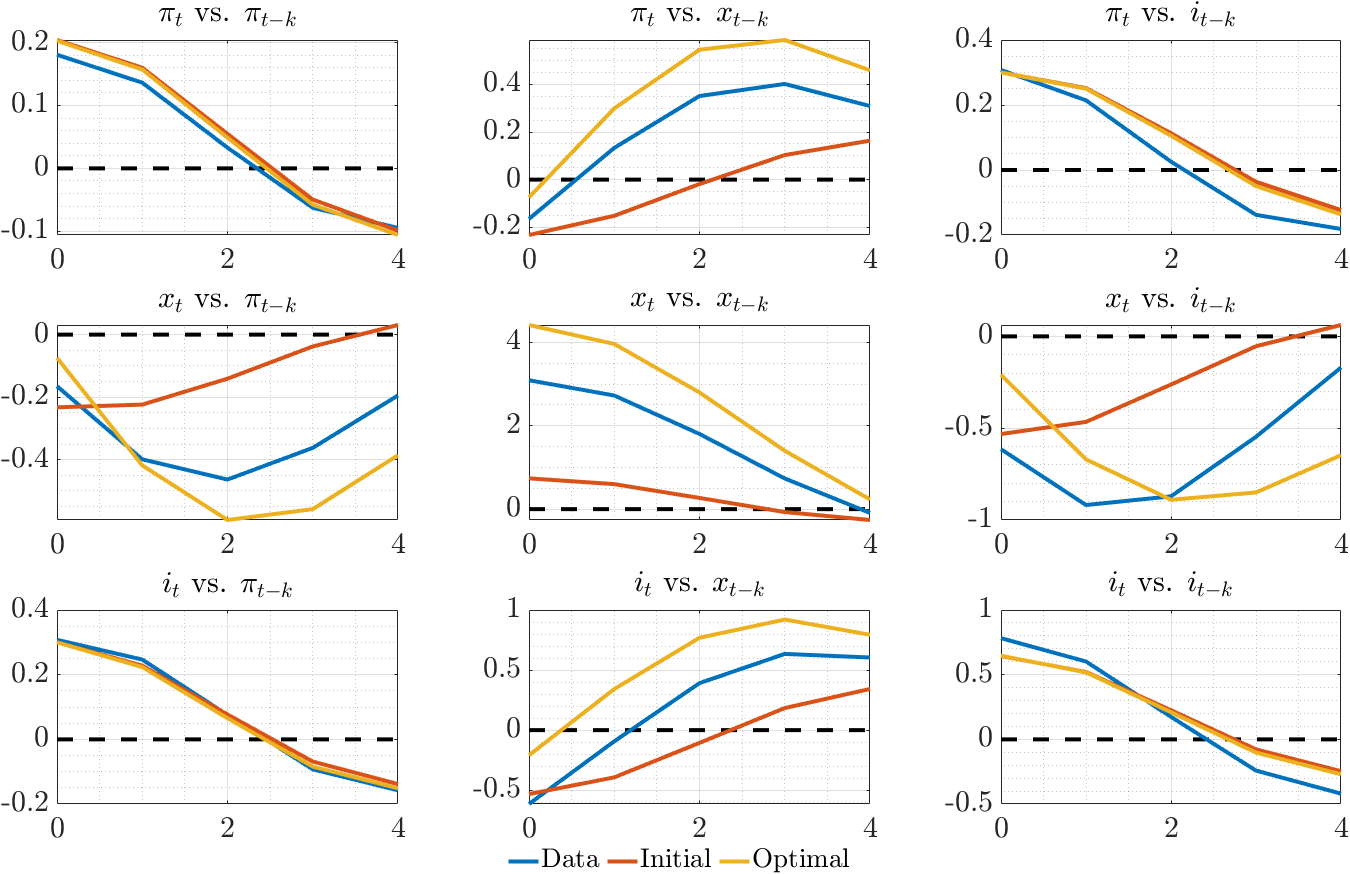 π_t vs. π_{t−k}
0.2
0.1
0
-0.1
0 2 4
π_t vs. x_{t−k}
0.4
0.2
0
-0.2
0 2 4
π_t vs. i_{t−k}
0.4
0.2
0
-0.2
0 2 4
x_t vs. π_{t−k}
0
-0.2
-0.4
0 2 4
x_t vs. x_{t−k}
4
2
0
0 2 4
x_t vs. i_{t−k}
0
-0.5
-1
0 2 4
i_t vs. π_{t−k}
0.4
0.2
0
-0.2
0 2 4
i_t vs. x_{t−k}
1
0.5
0
-0.5
0 2 4
i_t vs. i_{t−k}
1
0.5
0
-0.5
0 2 4
Data Initial Optimal